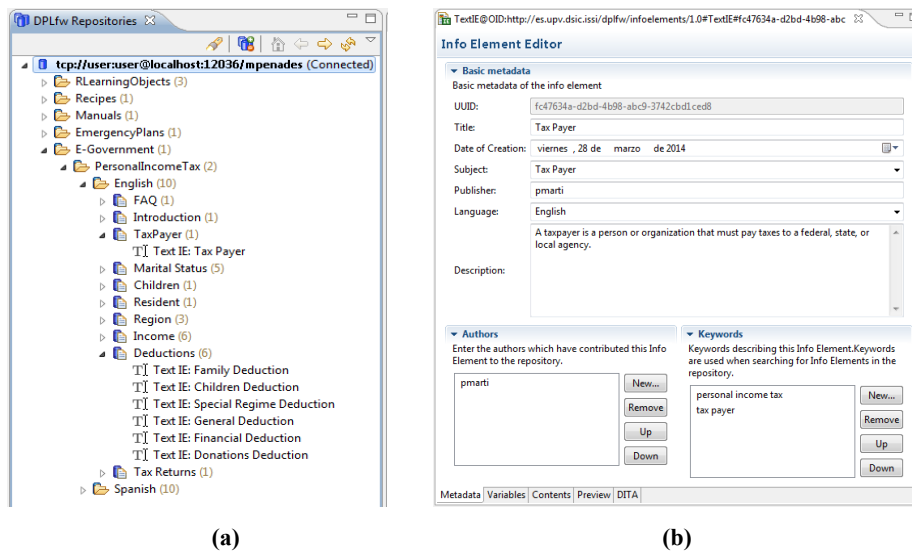 DPLfw Repositories
tcp://user:user@localhost:12036/mpenades (Connected)
RLearningObjects (3)
Recipes (1)
Manuals (1)
EmergencyPlans (1)
E-Government (1)
PersonalIncomeTax (2)
English (10)
FAQ (1)
Introduction (1)
TaxPayer (1)
Text IE: Tax Payer
Marital Status (5)
Children (1)
Resident (1)
Region (3)
Income (6)
Deductions (6)
Text IE: Family Deduction
Text IE: Children Deduction
Text IE: Special Regime Deduction
Text IE: General Deduction
Text IE: Financial Deduction
Text IE: Donations Deduction
Tax Returns (1)
Spanish (10)
(a)
TextIE@OID:http://es.upv.dsic.issi/dplfw/infoelements/1.0#TextIE#fc47634a-d2bd-4b98-abc
Info Element Editor
Basic metadata
Basic metadata of the info element
UUID: fc47634a-d2bd-4b98-abc9-3742cbd1ced8
Title: Tax Payer
Date of Creation: viernes , 28 de marzo de 2014
Subject: Tax Payer
Publisher: pmarti
Language: English
Description:
A taxpayer is a person or organization that must pay taxes to a federal, state, or
local agency.
Authors
Enter the authors which have contributed this Info
Element to the repository.
pmarti
New...
Remove
Up
Down
Keywords
Keywords describing this Info Element.Keywords
are used when searching for Info Elements in the
repository.
personal income tax
tax payer
New...
Remove
Up
Down
Metadata Variables Contents Preview DITA
(b)